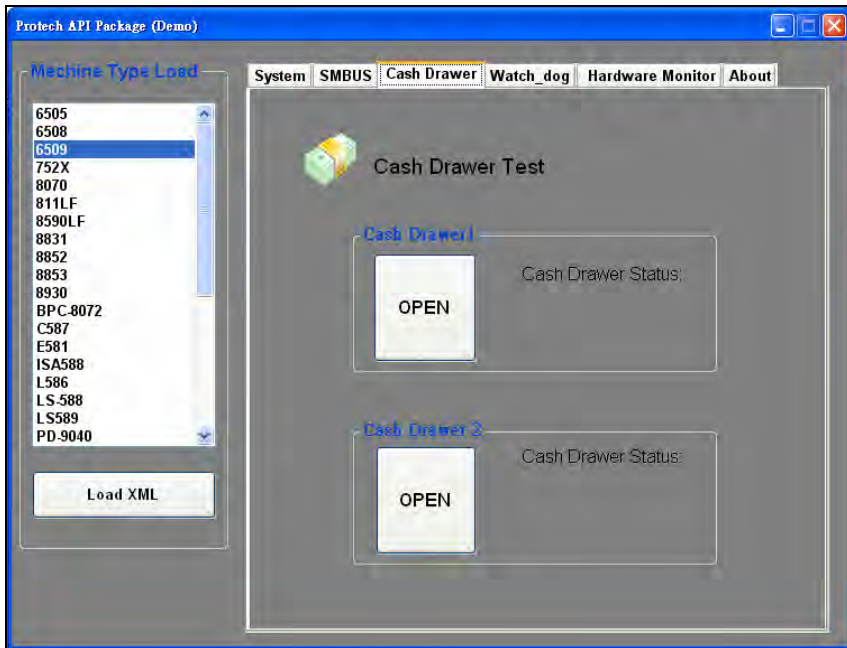 Protech API Package (Demo)
Mechine Type Load
6505
6508
6509
752X
8070
811LF
8590LF
8831
8852
8853
8930
BPC-8072
C587
E581
ISA588
L586
LS-588
LS589
PD-9040
Load XML
System SMBUS Cash Drawer Watch_dog Hardware Monitor About
Cash Drawer Test
Cash Drawer1
OPEN
Cash Drawer Status:
Cash Drawer 2
OPEN
Cash Drawer Status: